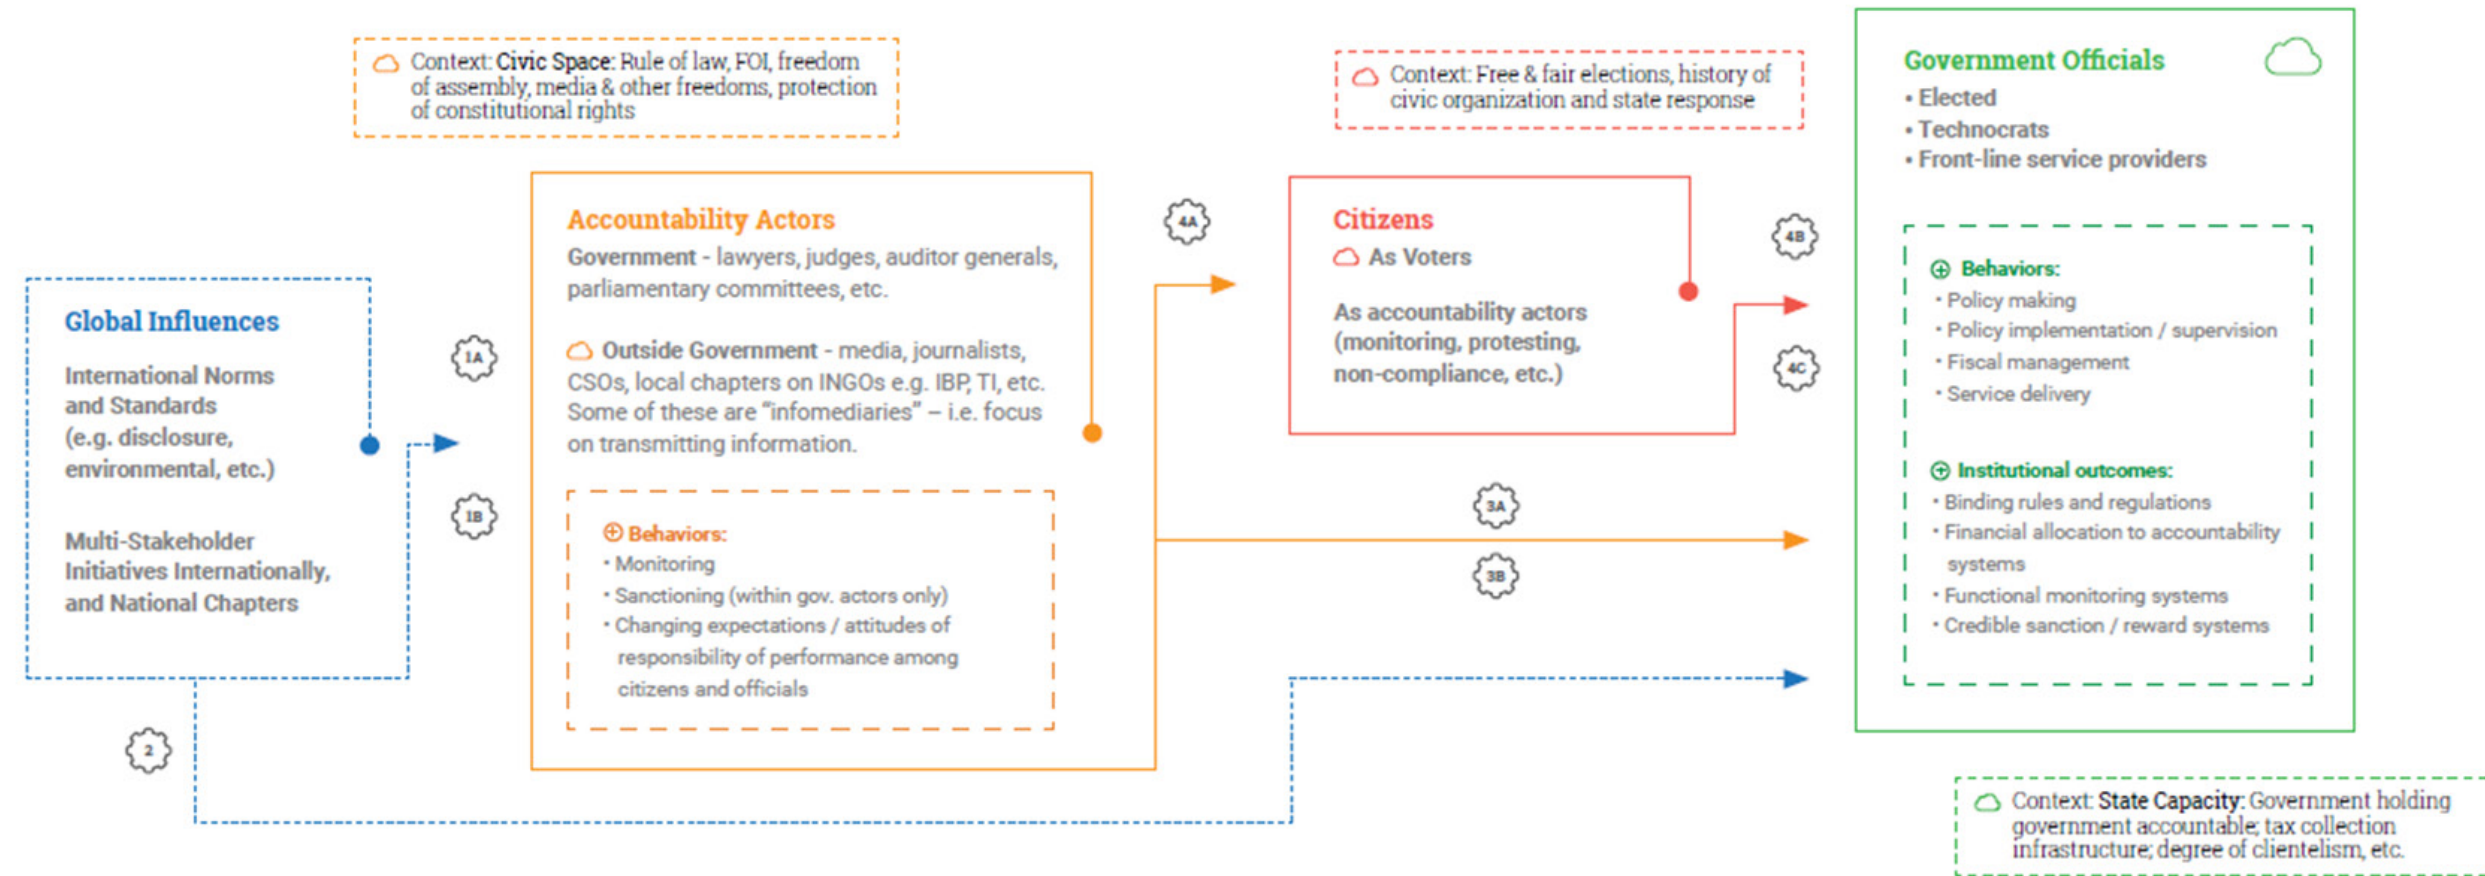 Context: Civic Space: Rule of law, FOI, freedom
of assembly, media & other freedoms, protection
of constitutional rights
Context: Free & fair elections, history of
civic organization and state response
Government Officials
• Elected
• Technocrats
• Front-line service providers
Global Influences
International Norms
and Standards
(e.g. disclosure,
environmental, etc.)
Multi-Stakeholder
Initiatives Internationally,
and National Chapters
2
1A
1B
Accountability Actors
Government - lawyers, judges, auditor generals,
parliamentary committees, etc.
Outside Government - media, journalists,
CSOs, local chapters on INGOs e.g. IBP, TI, etc.
Some of these are “infomediaries” – i.e. focus
on transmitting information.
Behaviors:
• Monitoring
• Sanctioning (within gov. actors only)
• Changing expectations / attitudes of
responsibility of performance among
citizens and officials
4A
Citizens
As Voters
As accountability actors
(monitoring, protesting,
non-compliance, etc.)
4B
4C
3A
3B
Behaviors:
• Policy making
• Policy implementation / supervision
• Fiscal management
• Service delivery
Institutional outcomes:
• Binding rules and regulations
• Financial allocation to accountability
systems
• Functional monitoring systems
• Credible sanction / reward systems
Context: State Capacity: Government holding
government accountable; tax collection
infrastructure; degree of clientelism, etc.